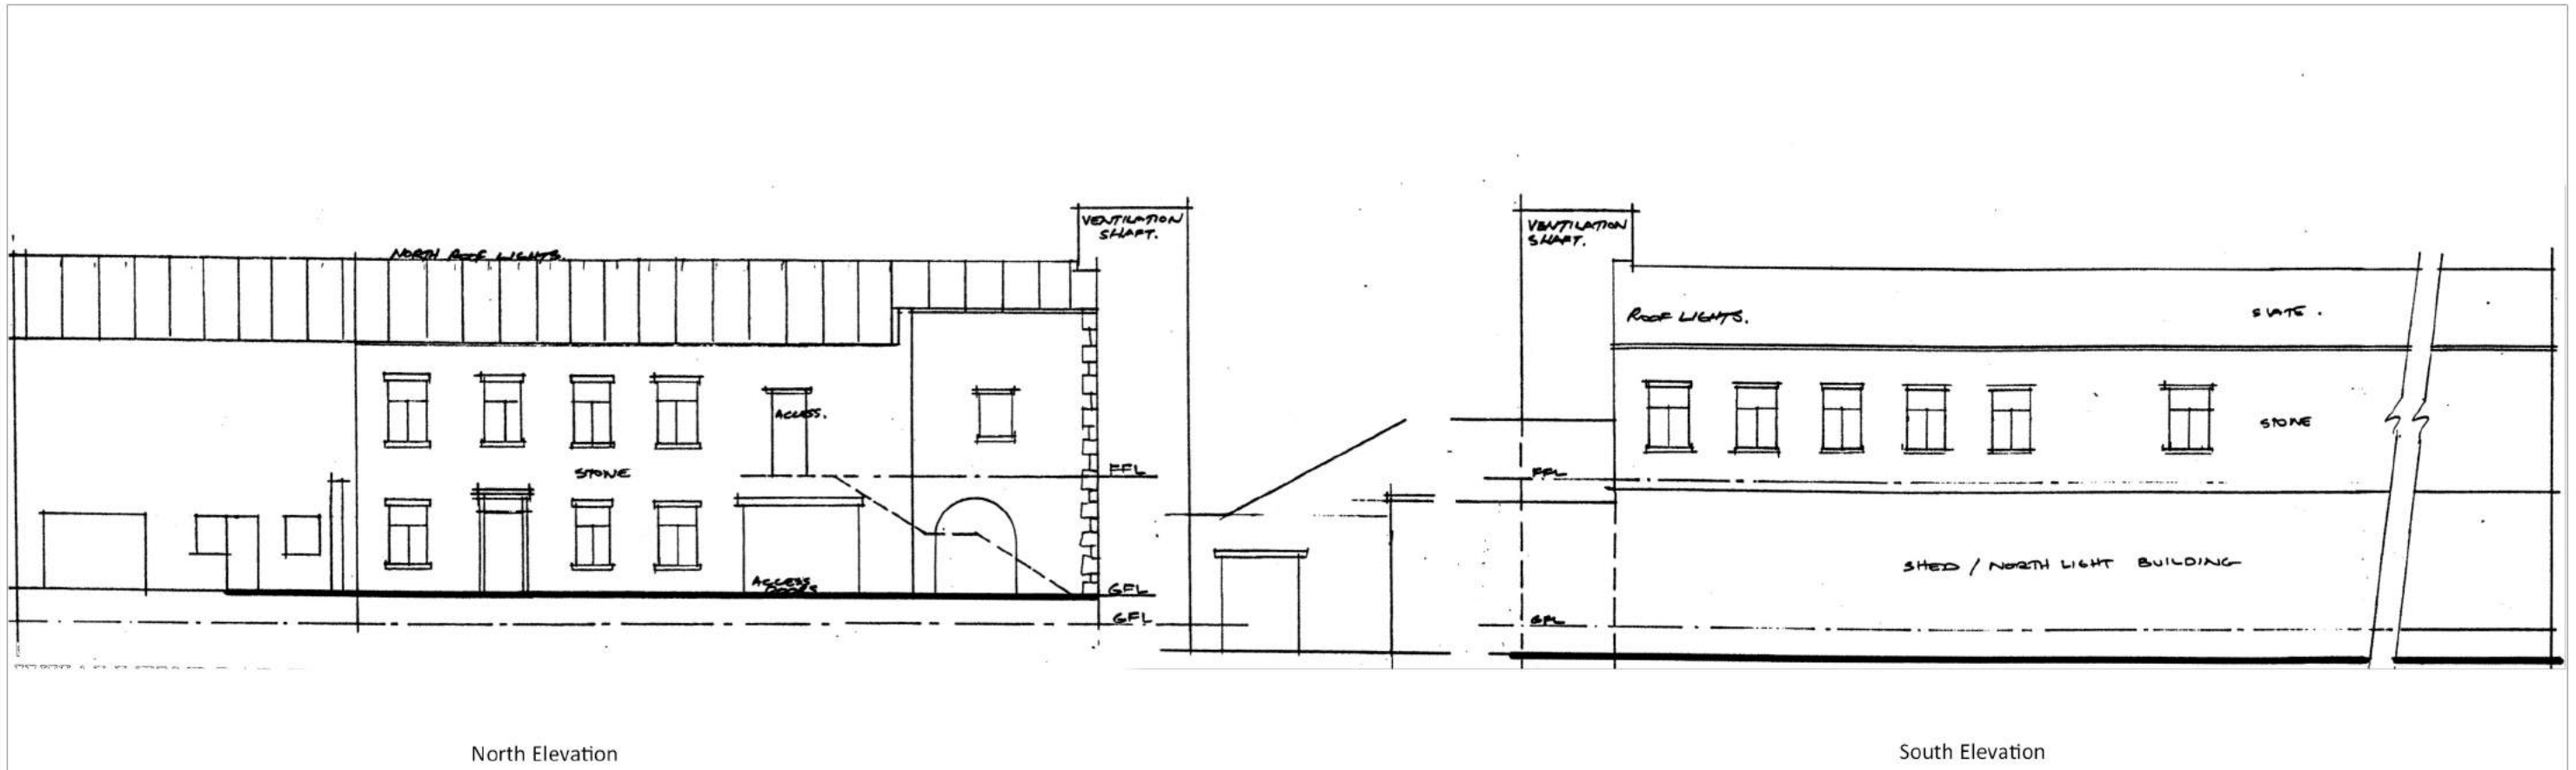 VENTILATION
SHAFT.
NORTH ROOF LIGHTS.
ACCESS.
STONE
FFL
ACCESS
DOORS
GFL
GFL
VENTILATION
SHAFT.
ROOF LIGHTS.
SLATE.
STONE
FFL
SHED / NORTH LIGHT BUILDING
GFL
North Elevation
South Elevation